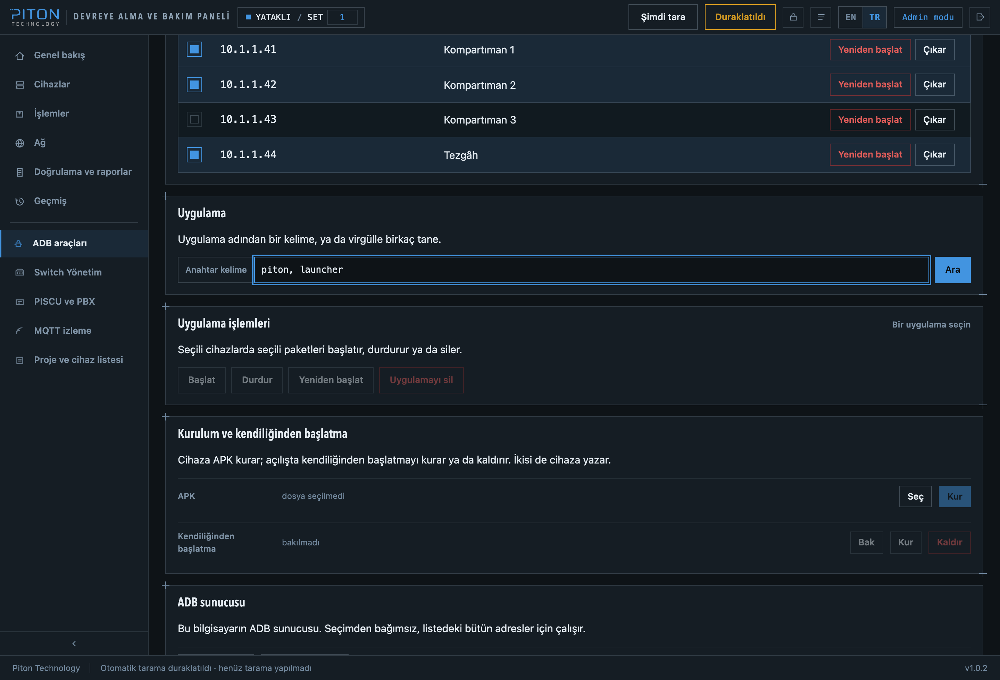 PITON
TECHNOLOGY
DEVREYE ALMA VE BAKIM PANELİ
YATAKLI / SET 1
Şimdi tara
Duraklatıldı
EN
TR
Admin modu
Genel bakış
Cihazlar
İşlemler
Ağ
Doğrulama ve raporlar
Geçmiş
ADB araçları
Switch Yönetim
PISCU ve PBX
MQTT izleme
Proje ve cihaz listesi
10.1.1.41 Kompartıman 1 Yeniden başlat Çıkar
10.1.1.42 Kompartıman 2 Yeniden başlat Çıkar
10.1.1.43 Kompartıman 3 Yeniden başlat Çıkar
10.1.1.44 Tezgâh Yeniden başlat Çıkar
Uygulama
Uygulama adından bir kelime, ya da virgülle birkaç tane.
Anahtar kelime piton, launcher Ara
Uygulama işlemleri
Bir uygulama seçin
Seçili cihazlarda seçili paketleri başlatır, durdurur ya da siler.
Başlat Durdur Yeniden başlat Uygulamayı sil
Kurulum ve kendiliğinden başlatma
Cihaza APK kurar; açılışta kendiliğinden başlatmayı kurar ya da kaldırır. İkisi de cihaza yazar.
APK dosya seçilmedi Seç Kur
Kendiliğinden
başlatma
bakılmadı Bak Kur Kaldır
ADB sunucusu
Bu bilgisayarın ADB sunucusu. Seçimden bağımsız, listedeki bütün adresler için çalışır.
Piton Technology
Otomatik tarama duraklatıldı · henüz tarama yapılmadı
v1.0.2